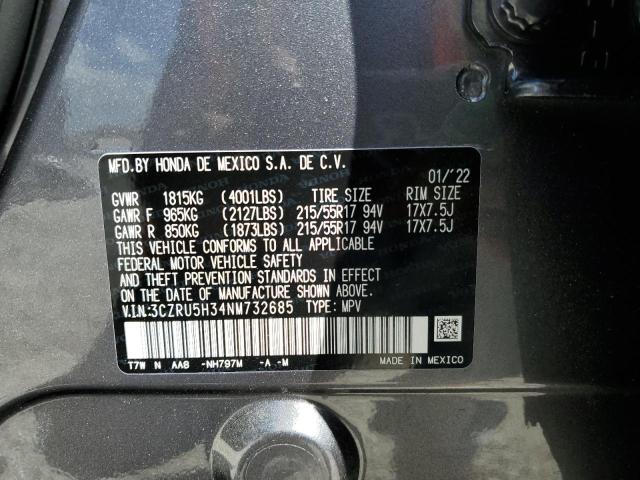 MFD.BY HONDA DE MEXICO S.A. DE C.V. 01/'22
GVWR 1815KG (4001LBS) TIRE SIZE RIM SIZE
GAWR F 965KG (2127LBS) 215/55R17 94V 17X7.5J
GAWR R 850KG (1873LBS) 215/55R17 94V 17X7.5J
THIS VEHICLE CONFORMS TO ALL APPLICABLE
FEDERAL MOTOR VEHICLE SAFETY
AND THEFT PREVENTION STANDARDS IN EFFECT
ON THE DATE OF MANUFACTURE SHOWN ABOVE.
V.I.N.:3CZRU5H34NM732685 TYPE: MPV
T7W N AA8 -NH797M -A -M MADE IN MEXICO